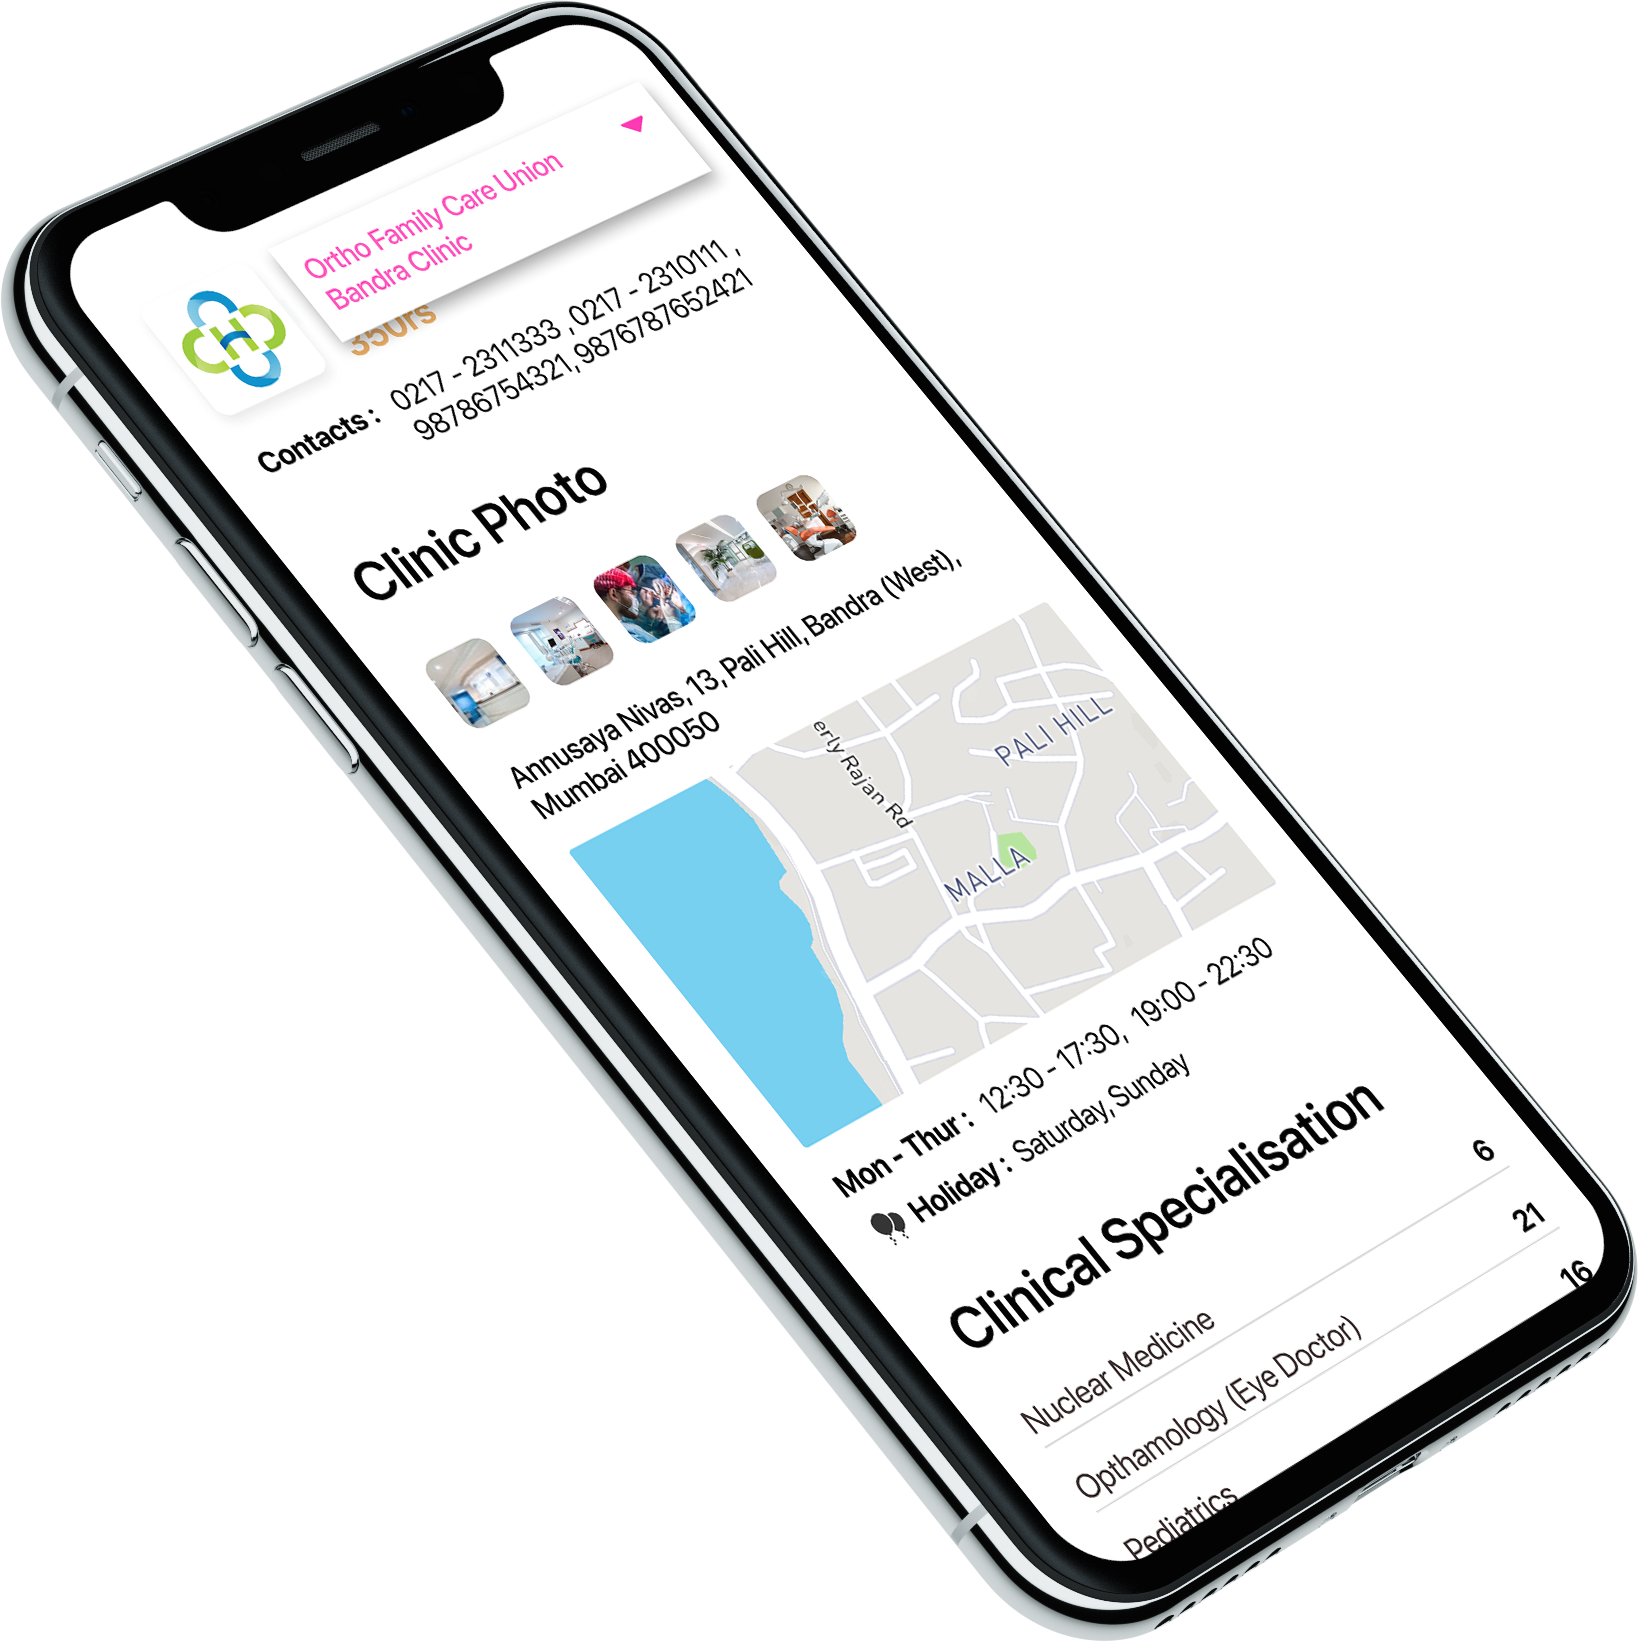 Ortho Family Care Union
Bandra Clinic
350rs
Contacts : 0217 - 2311333 , 0217 - 2310111 ,
98786754321, 9876787652421
Clinic Photo
Annusaya Nivas, 13, Pali Hill, Bandra (West),
Mumbai 400050
erly Rajan Rd
PALI HILL
MALLA
Mon - Thur : 12:30 - 17:30, 19:00 - 22:30
Holiday : Saturday, Sunday
Clinical Specialisation
Nuclear Medicine 6
Opthamology (Eye Doctor) 21
Pediatrics 16